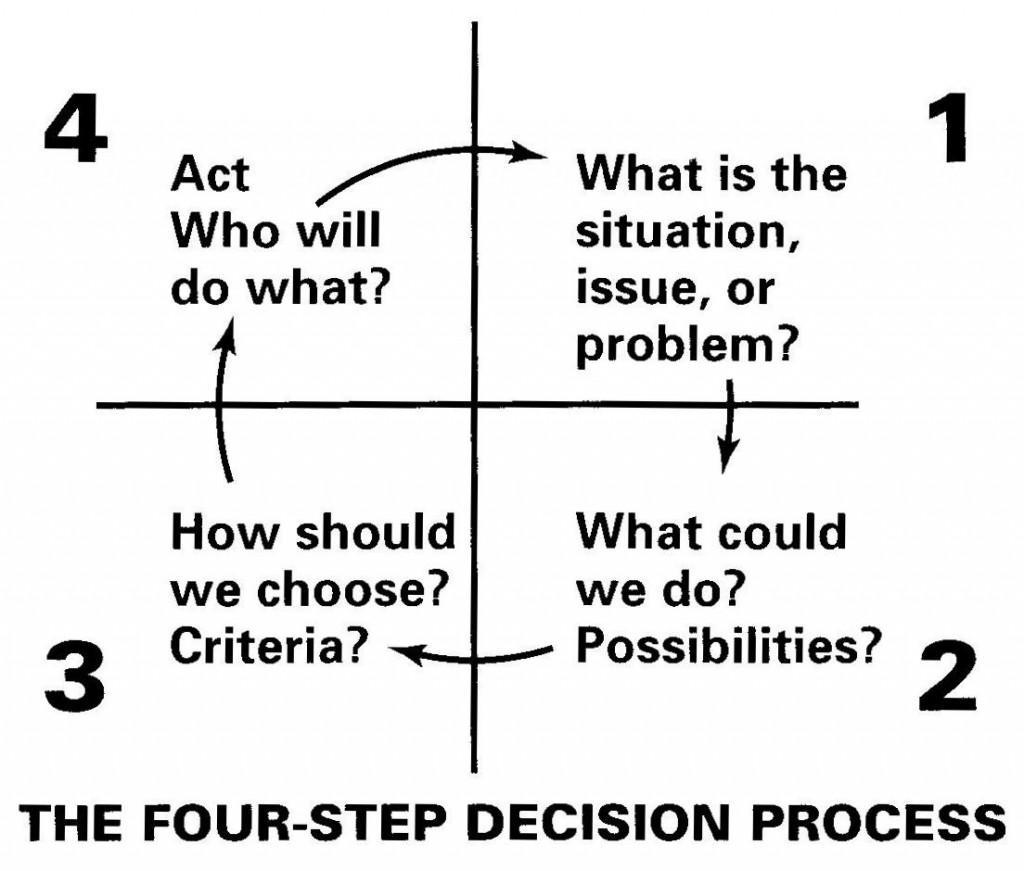 1
What is the
situation,
issue, or
problem?
2
What could
we do?
Possibilities?
3
How should
we choose?
Criteria?
4
Act
Who will
do what?
THE FOUR-STEP DECISION PROCESS